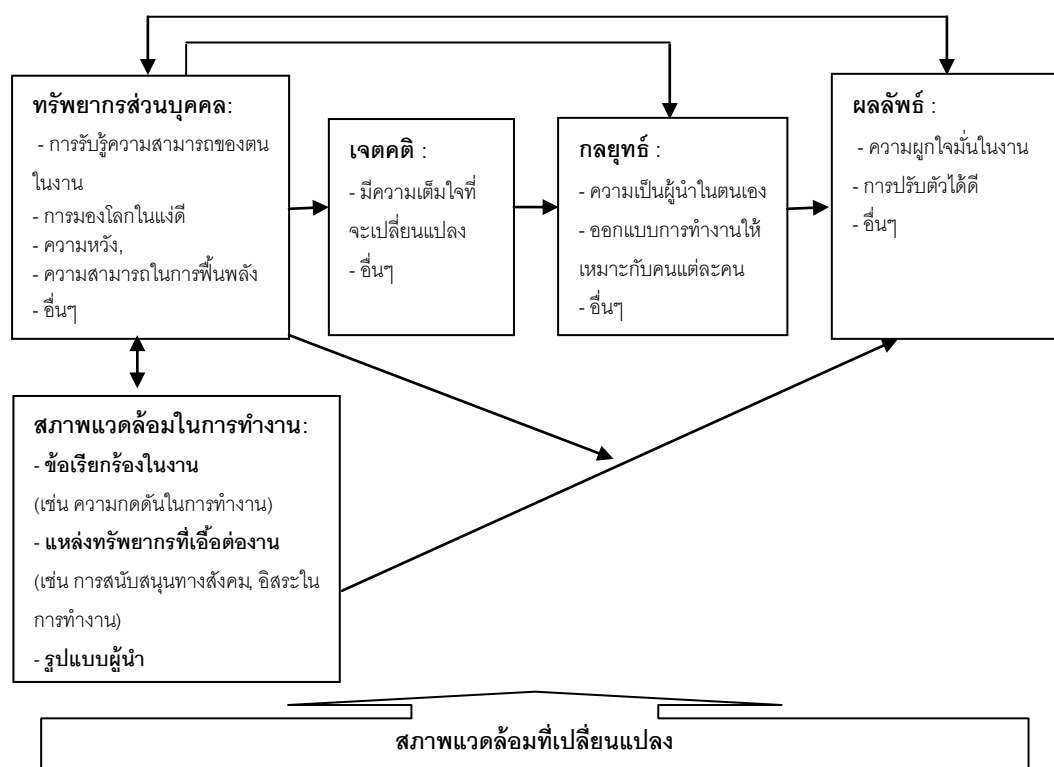 ทรัพยากรส่วนบุคคล:
- การรับรู้ความสามารถของตน
ในงาน
- การมองโลกในแง่ดี
- ความหวัง,
- ความสามารถในการฟื้นพลัง
- อื่นๆ
เจตคติ :
- มีความเต็มใจที่
จะเปลี่ยนแปลง
- อื่นๆ
กลยุทธ์ :
- ความเป็นผู้นำในตนเอง
- ออกแบบการทำงานให้
เหมาะกับคนแต่ละคน
- อื่นๆ
ผลลัพธ์ :
- ความผูกใจมั่นในงาน
- การปรับตัวได้ดี
- อื่นๆ
สภาพแวดล้อมในการทำงาน:
- ข้อเรียกร้องในงาน
(เช่น ความกดดันในการทำงาน)
- แหล่งทรัพยากรที่เอื้อต่องาน
(เช่น การสนับสนุนทางสังคม, อิสระใน
การทำงาน)
- รูปแบบผู้นำ
สภาพแวดล้อมที่เปลี่ยนแปลง